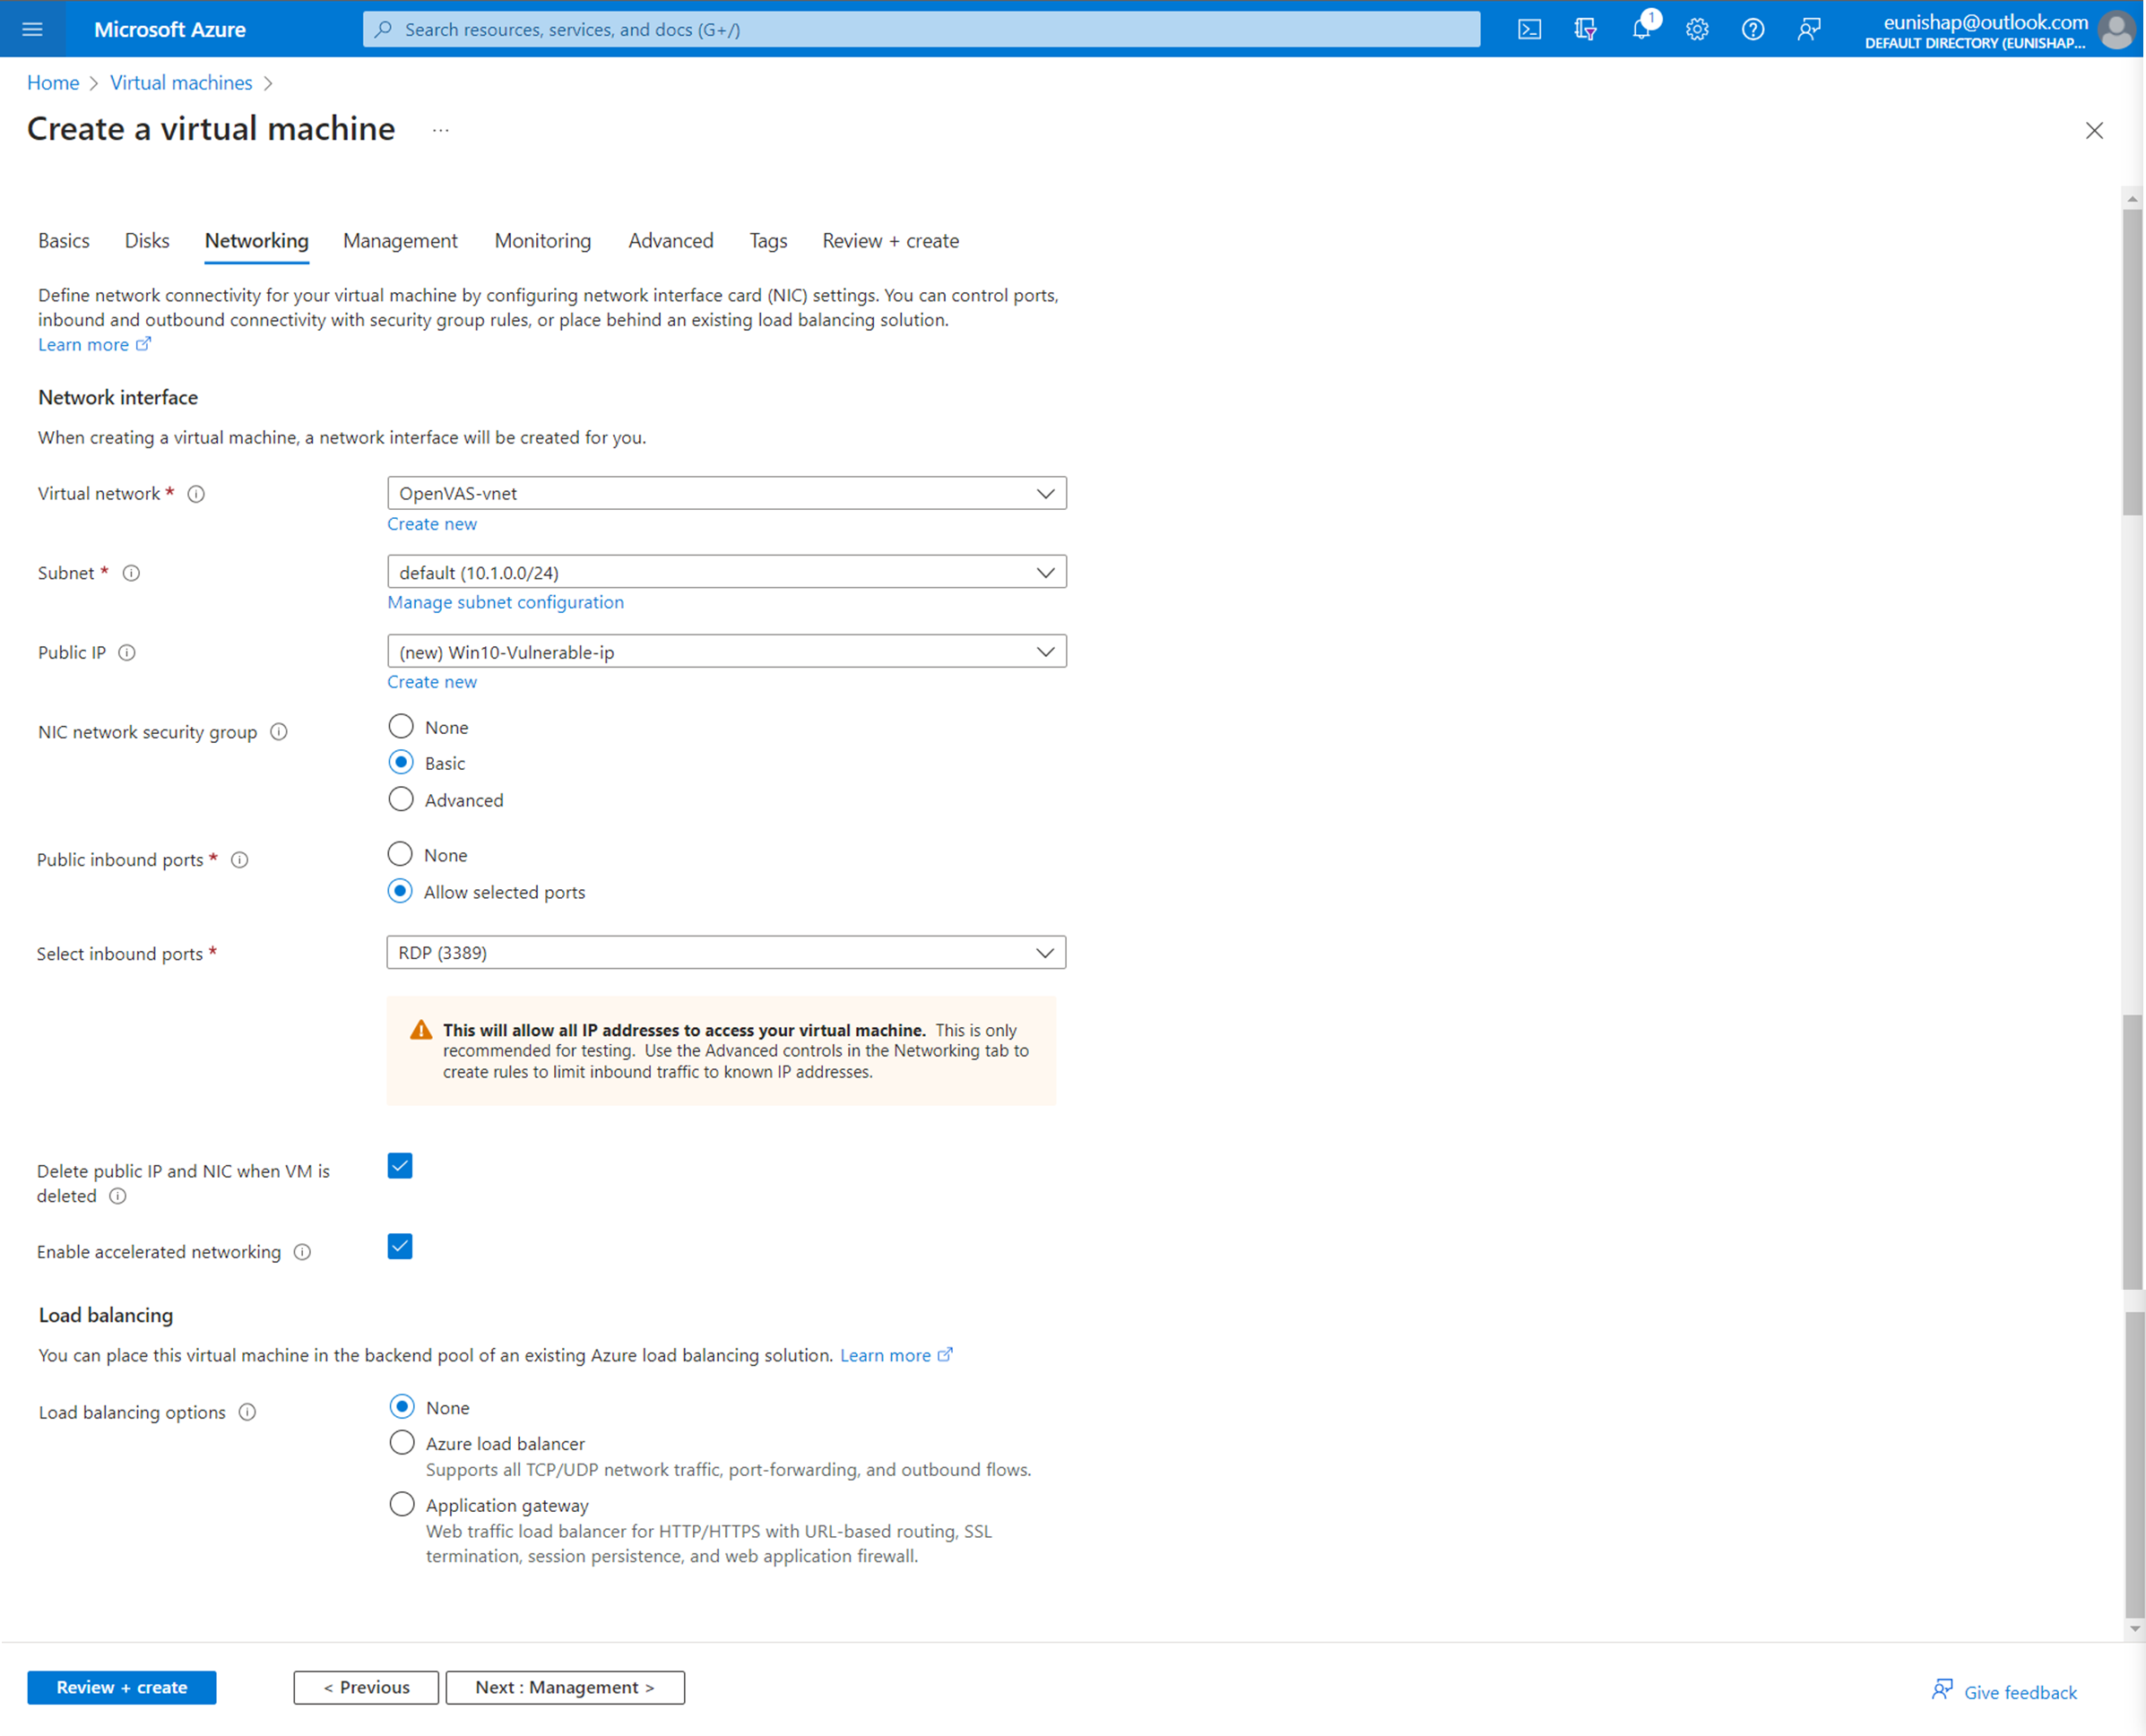 Microsoft Azure
Search resources, services, and docs (G+/)
1
eunishap@outlook.com
DEFAULT DIRECTORY (EUNISHAP...
Home > Virtual machines >
Create a virtual machine ...
Basics Disks Networking Management Monitoring Advanced Tags Review + create
Define network connectivity for your virtual machine by configuring network interface card (NIC) settings. You can control ports,
inbound and outbound connectivity with security group rules, or place behind an existing load balancing solution.
Learn more
Network interface
When creating a virtual machine, a network interface will be created for you.
Virtual network *
OpenVAS-vnet
Create new
Subnet *
default (10.1.0.0/24)
Manage subnet configuration
Public IP
(new) Win10-Vulnerable-ip
Create new
NIC network security group
None
Basic
Advanced
Public inbound ports *
None
Allow selected ports
Select inbound ports *
RDP (3389)
This will allow all IP addresses to access your virtual machine. This is only
recommended for testing. Use the Advanced controls in the Networking tab to
create rules to limit inbound traffic to known IP addresses.
Delete public IP and NIC when VM is
deleted
Enable accelerated networking
Load balancing
You can place this virtual machine in the backend pool of an existing Azure load balancing solution. Learn more
Load balancing options
None
Azure load balancer
Supports all TCP/UDP network traffic, port-forwarding, and outbound flows.
Application gateway
Web traffic load balancer for HTTP/HTTPS with URL-based routing, SSL
termination, session persistence, and web application firewall.
Review + create
< Previous
Next : Management >
Give feedback